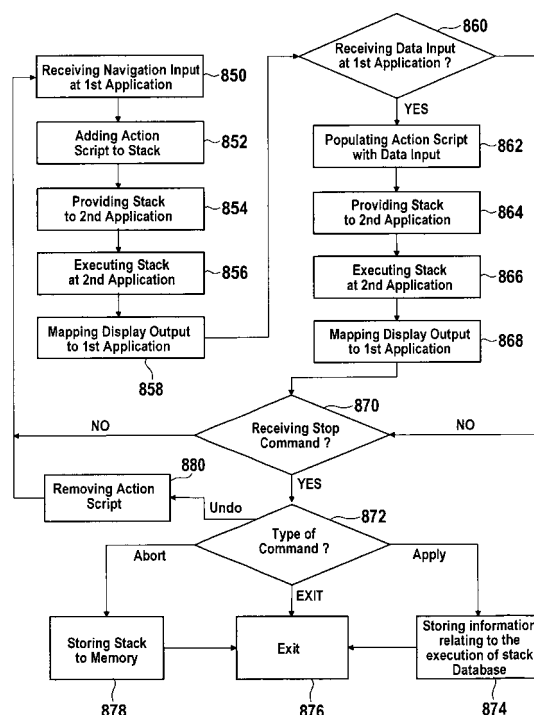 Receiving Navigation Input
at 1st Application
850
Adding Action
Script to Stack
852
Providing Stack
to 2nd Application
854
Executing Stack
at 2nd Application
856
Mapping Display Output
to 1st Application
858
860
Receiving Data Input
at 1st Application ?
YES
Populating Action Script
with Data Input
862
Providing Stack
to 2nd Application
864
Executing Stack
at 2nd Application
866
Mapping Display Output
to 1st Application
868
870
Receiving Stop
Command ?
NO
NO
YES
880
Removing Action
Script
Undo
872
Type of
Command ?
Abort
Apply
EXIT
Storing Stack
to Memory
878
Exit
876
Storing information
relating to the
execution of stack
Database
874